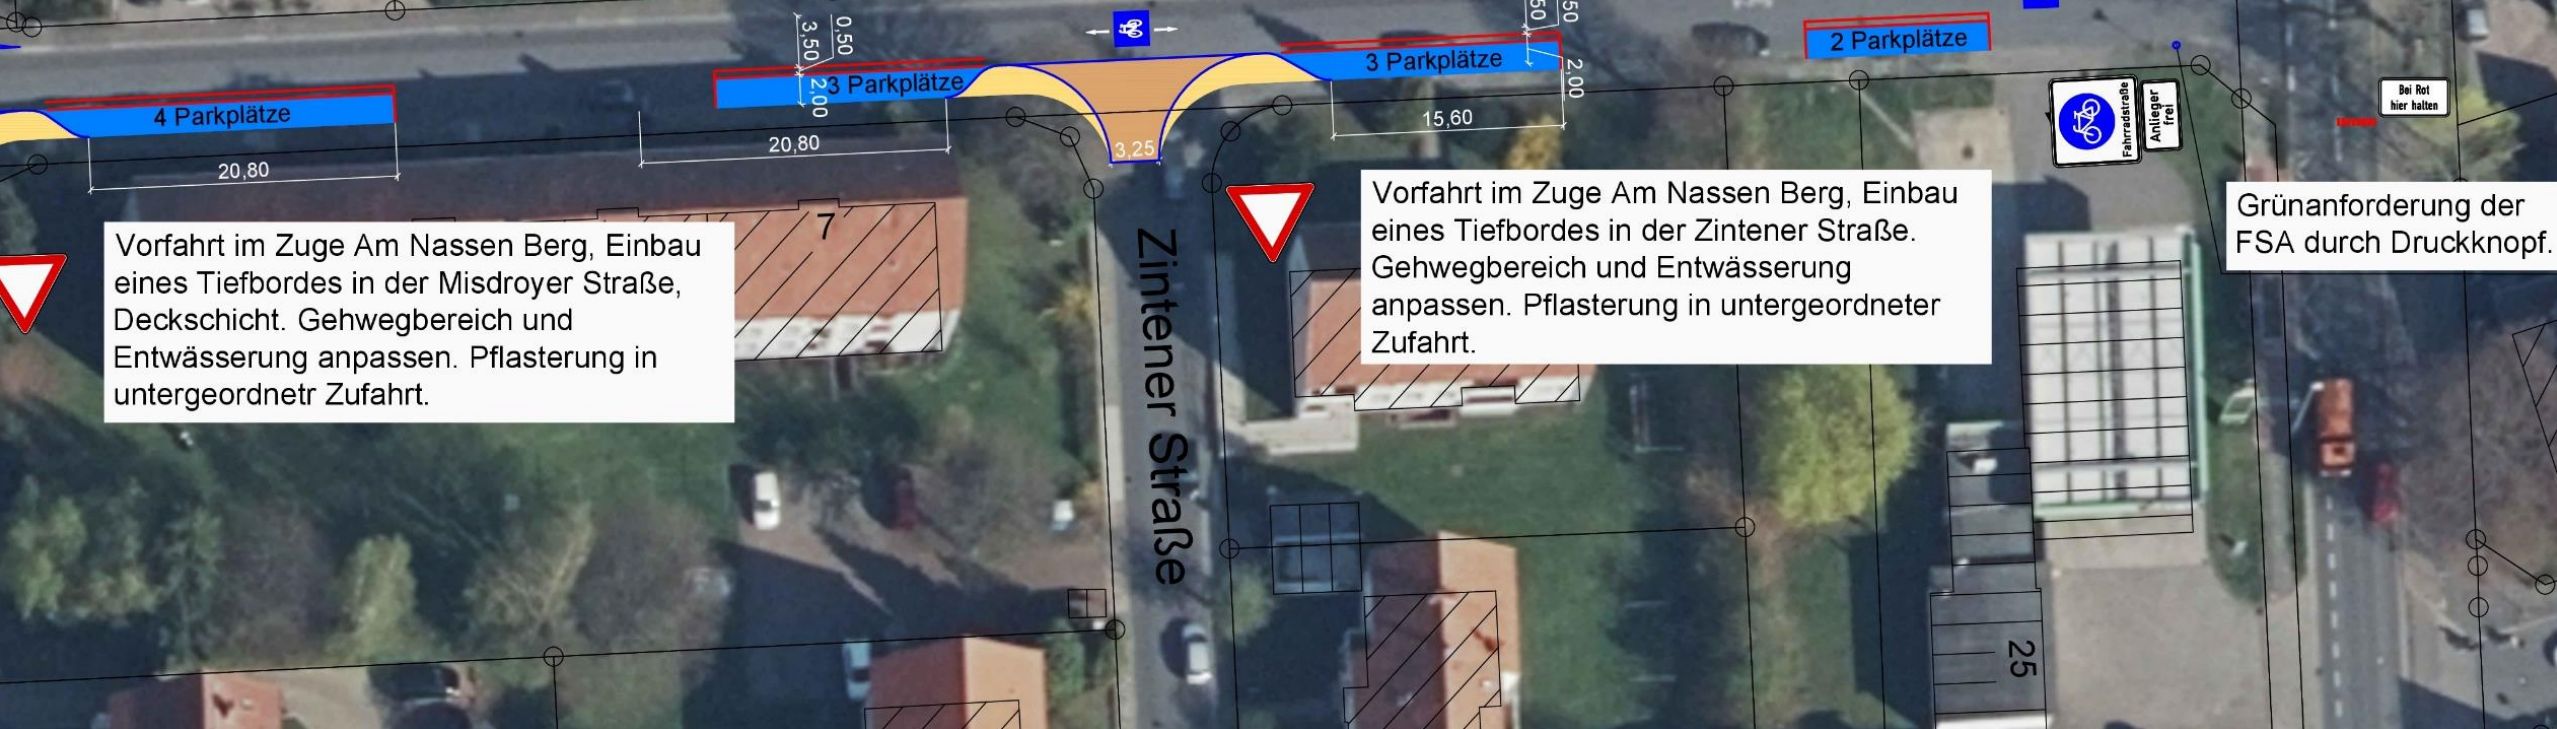 0,50
3,50
2,00
50
50
2,00
4 Parkplätze
3 Parkplätze
3 Parkplätze
2 Parkplätze
20,80
20,80
3,25
15,60
7
Vorfahrt im Zuge Am Nassen Berg, Einbau
eines Tiefbordes in der Misdroyer Straße,
Deckschicht. Gehwegbereich und
Entwässerung anpassen. Pflasterung in
untergeordnetr Zufahrt.
Zintener Straße
Vorfahrt im Zuge Am Nassen Berg, Einbau
eines Tiefbordes in der Zintener Straße.
Gehwegbereich und Entwässerung
anpassen. Pflasterung in untergeordneter
Zufahrt.
Fahrradstraße
Anlieger
frei
Bei Rot
hier halten
Grünanforderung der
FSA durch Druckknopf.
25